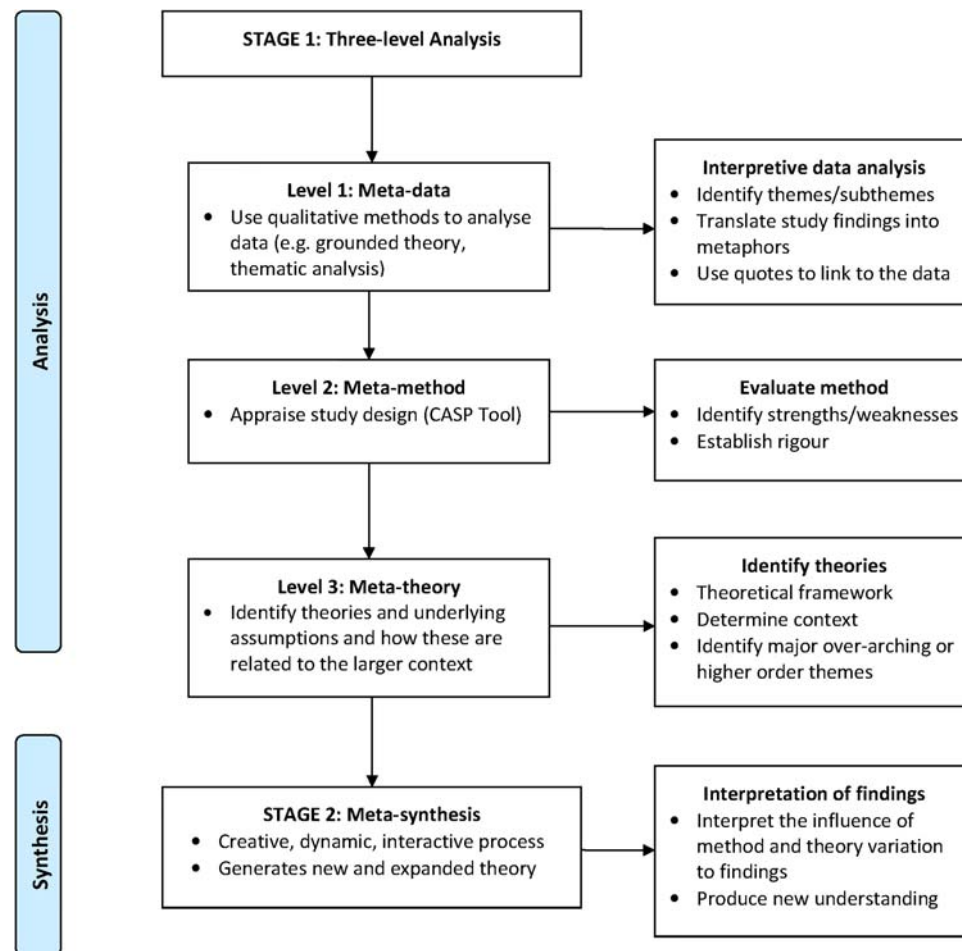 Analysis
STAGE 1: Three-level Analysis
Level 1: Meta-data
• Use qualitative methods to analyse
data (e.g. grounded theory,
thematic analysis)
Interpretive data analysis
• Identify themes/subthemes
• Translate study findings into
metaphors
• Use quotes to link to the data
Level 2: Meta-method
• Appraise study design (CASP Tool)
Evaluate method
• Identify strengths/weaknesses
• Establish rigour
Level 3: Meta-theory
• Identify theories and underlying
assumptions and how these are
related to the larger context
Identify theories
• Theoretical framework
• Determine context
• Identify major over-arching or
higher order themes
Synthesis
STAGE 2: Meta-synthesis
• Creative, dynamic, interactive process
• Generates new and expanded theory
Interpretation of findings
• Interpret the influence of
method and theory variation
to findings
• Produce new understanding